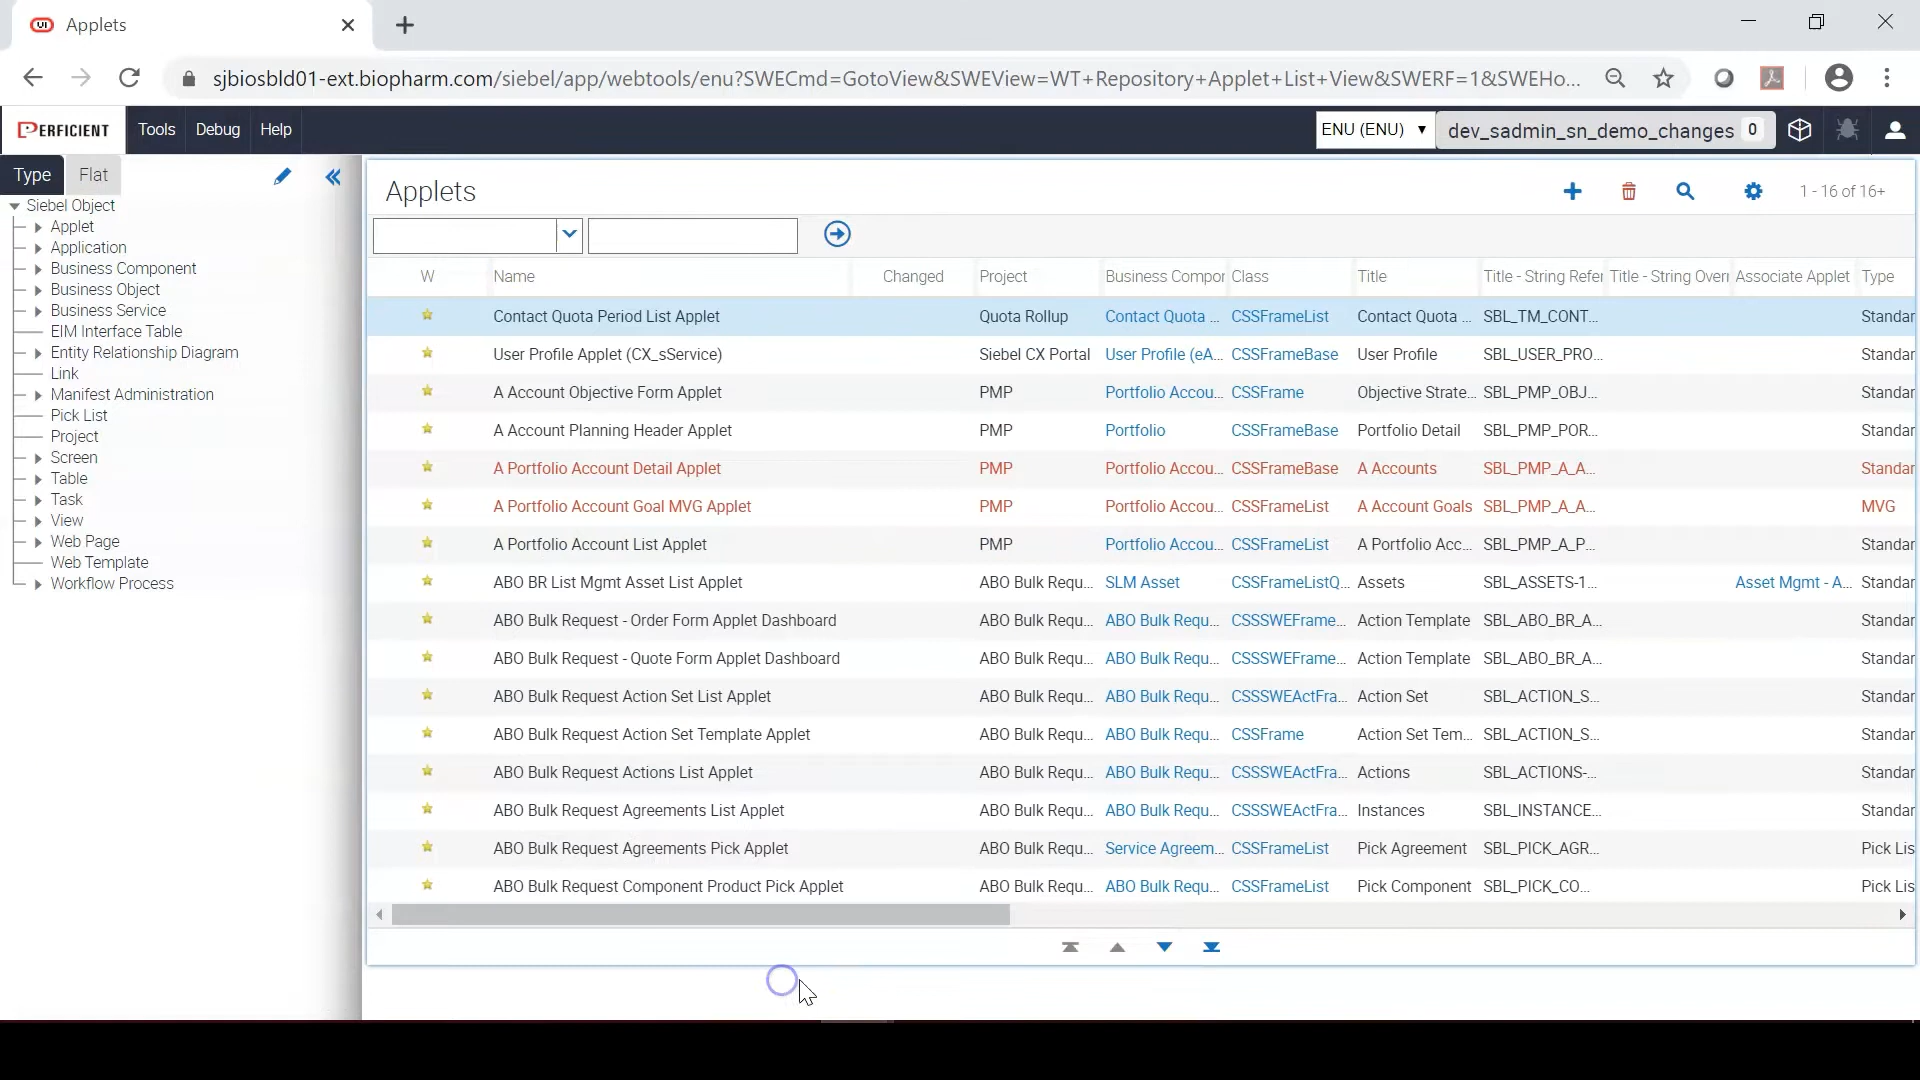 Applets
sjbiosbld01-ext.biopharm.com/siebel/app/webtools/enu?SWECmd=GotoView&SWEView=WT+Repository+Applet+List+View&SWERF=1&SWEHo...
PERFICIENT Tools Debug Help ENU (ENU) dev_sadmin_sn_demo_changes 0
Type Flat
Siebel Object
Applet
Application
Business Component
Business Object
Business Service
EIM Interface Table
Entity Relationship Diagram
Link
Manifest Administration
Pick List
Project
Screen
Table
Task
View
Web Page
Web Template
Workflow Process
Applets 1 - 16 of 16+
W Name Changed Project Business Compor Class Title Title - String Refer Title - String Overr Associate Applet Type
Contact Quota Period List Applet Quota Rollup Contact Quota ... CSSFrameList Contact Quota ... SBL_TM_CONT... Standar
User Profile Applet (CX_sService) Siebel CX Portal User Profile (eA... CSSFrameBase User Profile SBL_USER_PRO... Standar
A Account Objective Form Applet PMP Portfolio Accou... CSSFrame Objective Strate... SBL_PMP_OBJ... Standar
A Account Planning Header Applet PMP Portfolio CSSFrameBase Portfolio Detail SBL_PMP_POR... Standar
A Portfolio Account Detail Applet PMP Portfolio Accou... CSSFrameBase A Accounts SBL_PMP_A_A... Standar
A Portfolio Account Goal MVG Applet PMP Portfolio Accou... CSSFrameList A Account Goals SBL_PMP_A_A... MVG
A Portfolio Account List Applet PMP Portfolio Accou... CSSFrameList A Portfolio Acc... SBL_PMP_A_P... Standar
ABO BR List Mgmt Asset List Applet ABO Bulk Requ... SLM Asset CSSFrameListQ... Assets SBL_ASSETS-1... Asset Mgmt - A... Standar
ABO Bulk Request - Order Form Applet Dashboard ABO Bulk Requ... ABO Bulk Requ... CSSSWEFrame... Action Template SBL_ABO_BR_A... Standar
ABO Bulk Request - Quote Form Applet Dashboard ABO Bulk Requ... ABO Bulk Requ... CSSSWEFrame... Action Template SBL_ABO_BR_A... Standar
ABO Bulk Request Action Set List Applet ABO Bulk Requ... ABO Bulk Requ... CSSSWEActFra... Action Set SBL_ACTION_S... Standar
ABO Bulk Request Action Set Template Applet ABO Bulk Requ... ABO Bulk Requ... CSSFrame Action Set Tem... SBL_ACTION_S... Standar
ABO Bulk Request Actions List Applet ABO Bulk Requ... ABO Bulk Requ... CSSSWEActFra... Actions SBL_ACTIONS-... Standar
ABO Bulk Request Agreements List Applet ABO Bulk Requ... ABO Bulk Requ... CSSSWEActFra... Instances SBL_INSTANCE... Standar
ABO Bulk Request Agreements Pick Applet ABO Bulk Requ... Service Agreem... CSSFrameList Pick Agreement SBL_PICK_AGR... Pick Lis
ABO Bulk Request Component Product Pick Applet ABO Bulk Requ... ABO Bulk Requ... CSSFrameList Pick Component SBL_PICK_CO... Pick Lis